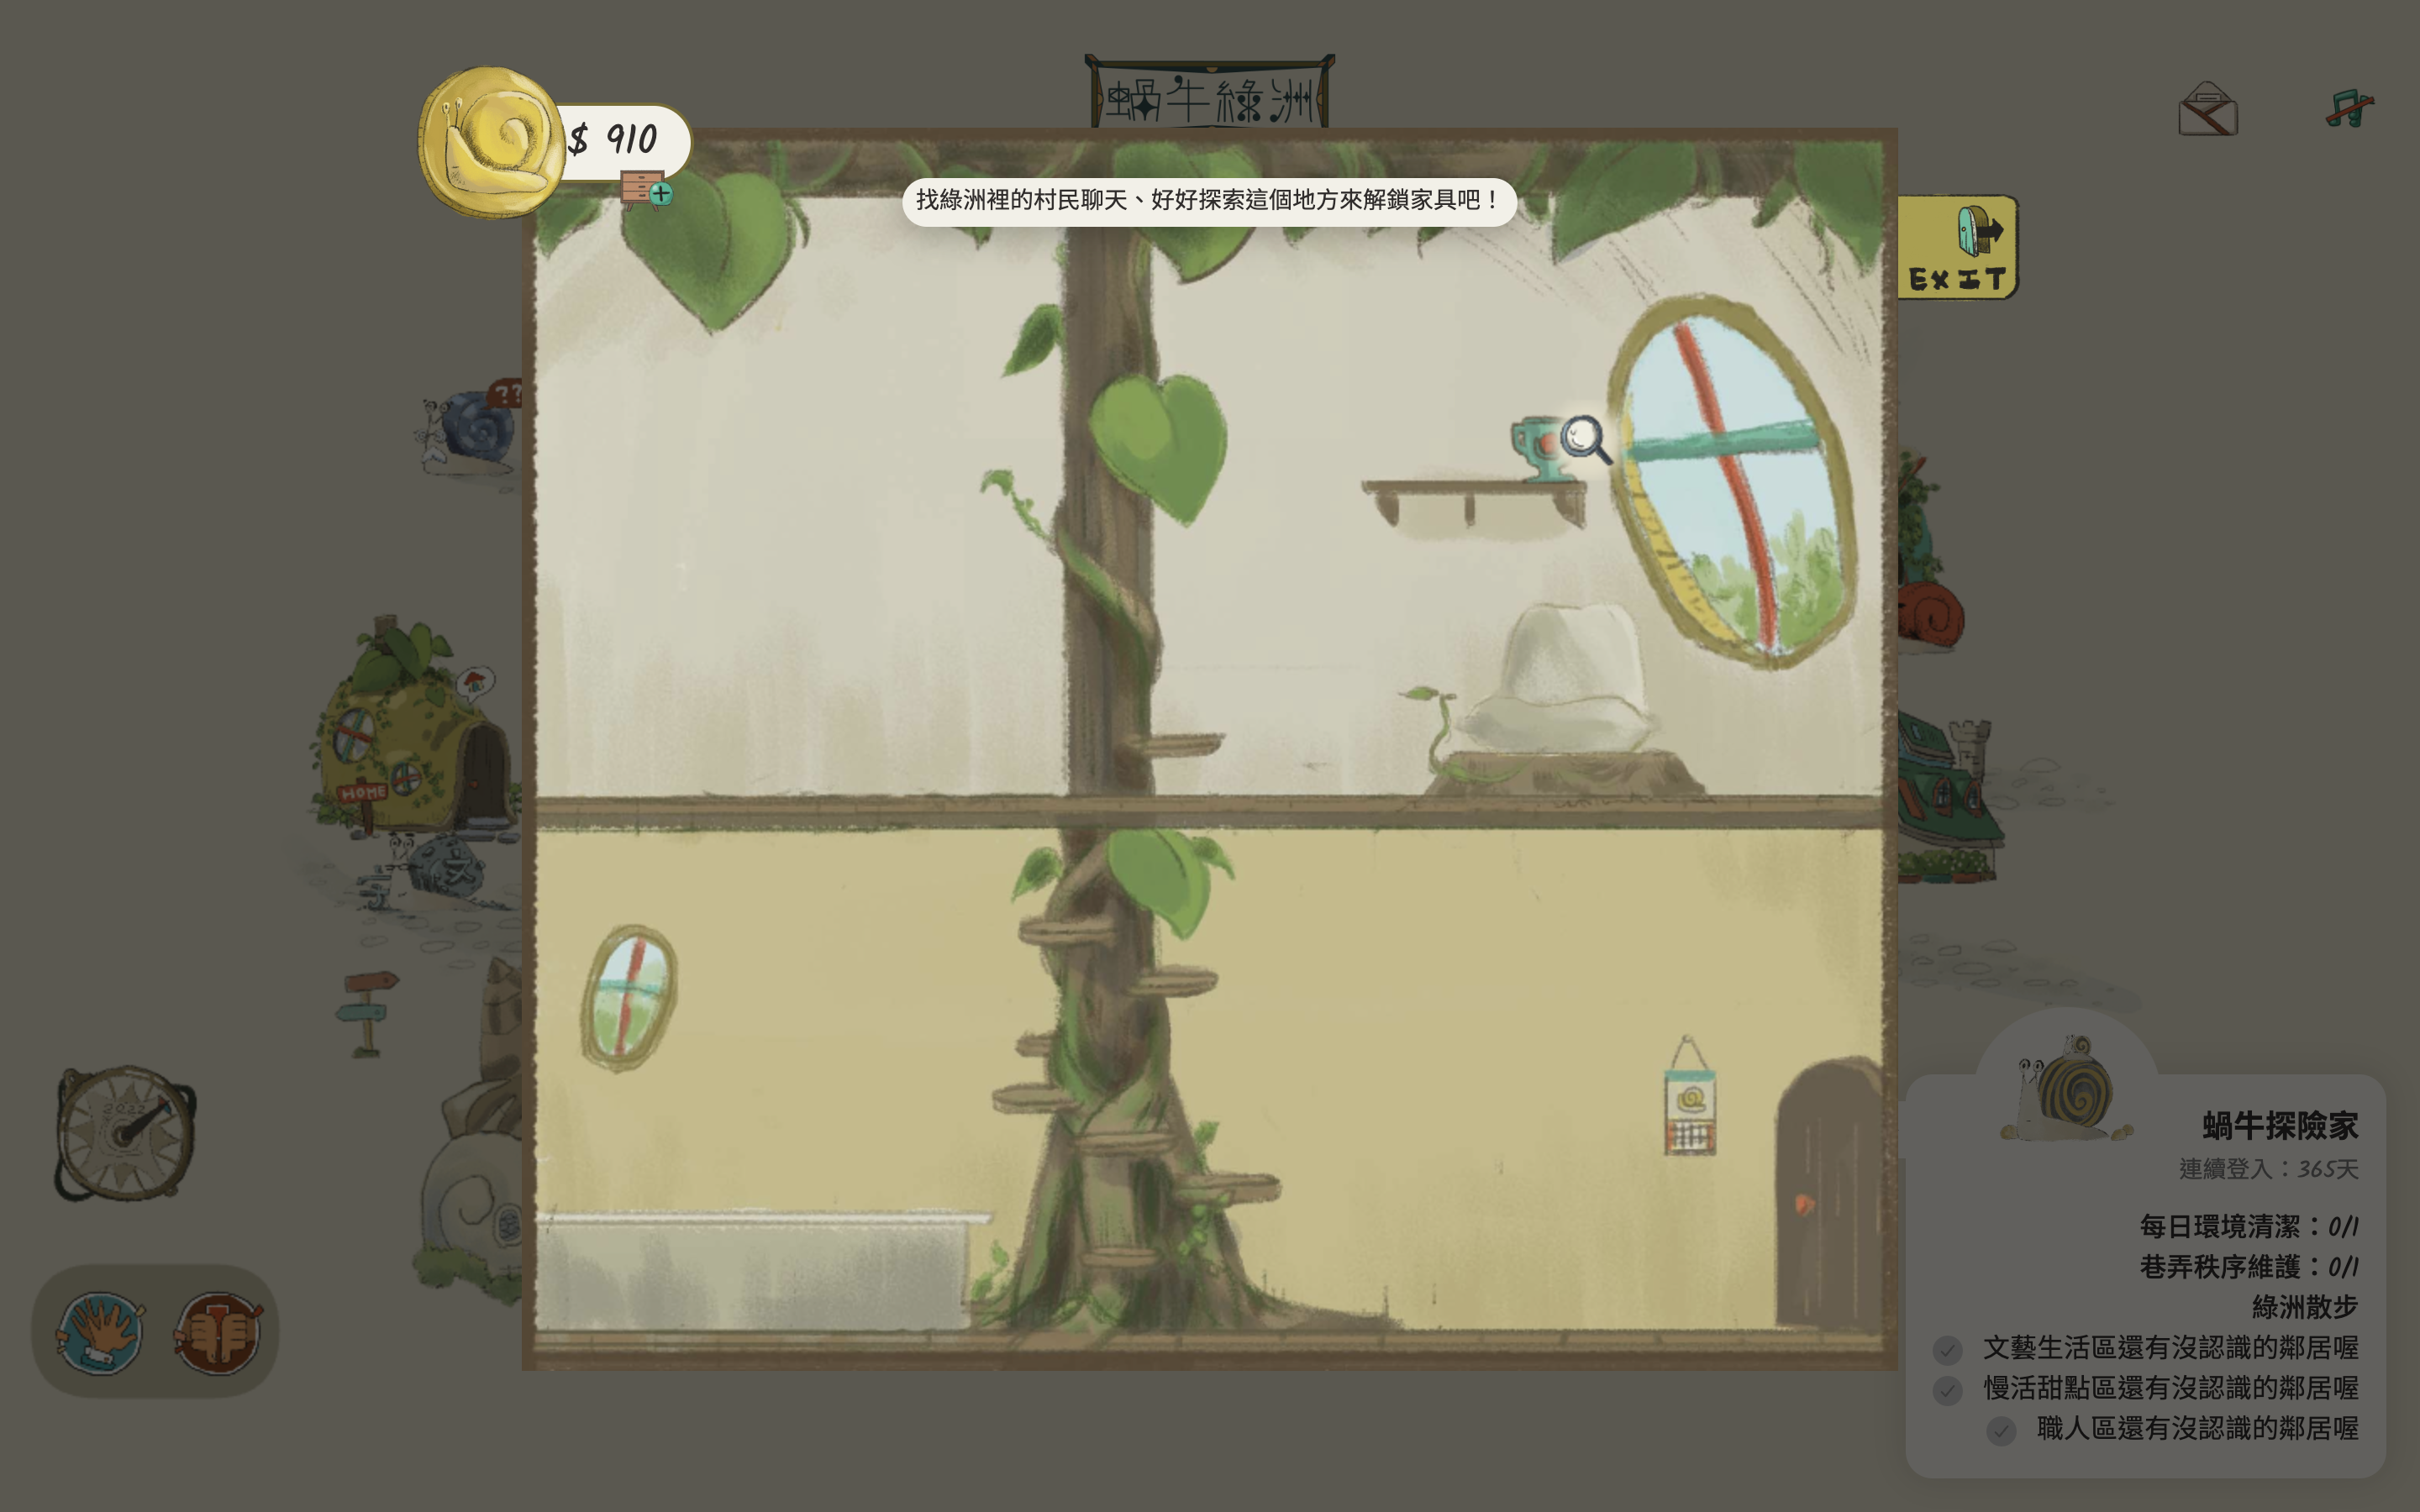 蝸牛綠洲
$ 910
找綠洲裡的村民聊天、好好探索這個地方來解鎖家具吧！
EXIT
??
HOME
文
2022
蝸牛探險家
連續登入：365天
每日環境清潔：0/1
巷弄秩序維護：0/1
綠洲散步
文藝生活區還有沒認識的鄰居喔
慢活甜點區還有沒認識的鄰居喔
職人區還有沒認識的鄰居喔